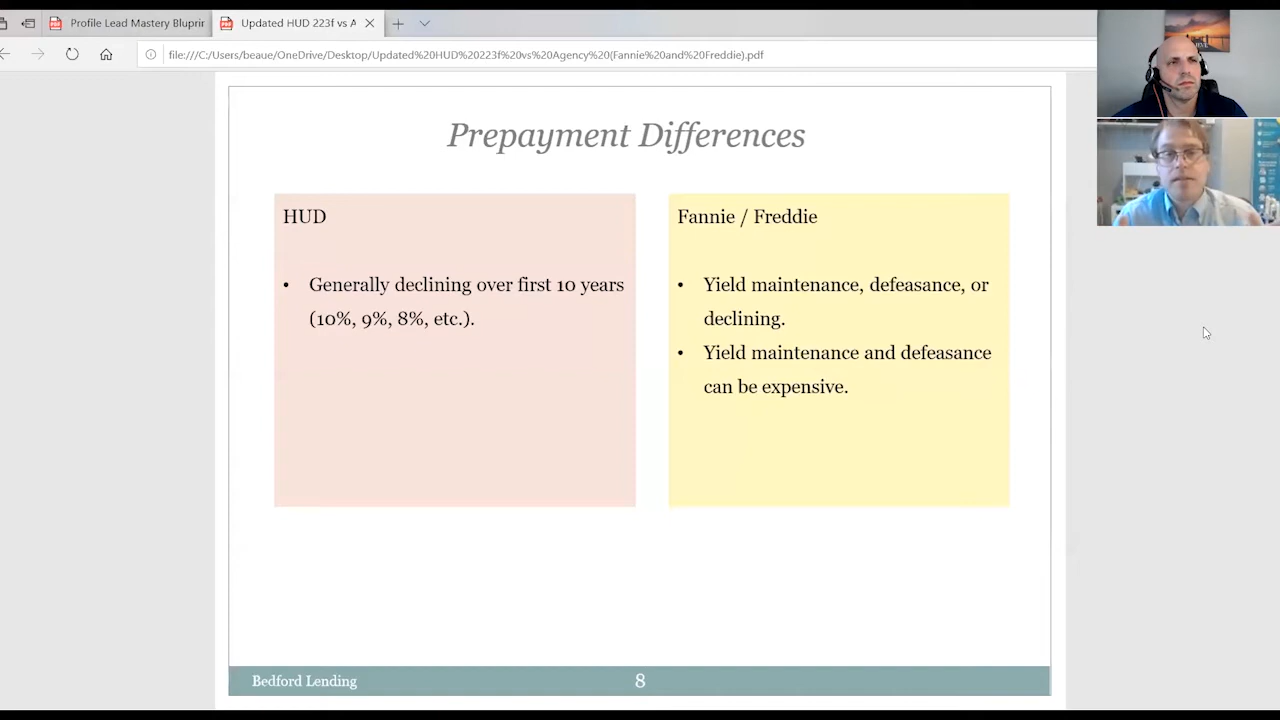 Profile Lead Mastery Bluprir
Updated HUD 223f vs A
file:///C:/Users/beaue/OneDrive/Desktop/Updated%20HUD%20223f%20vs%20Agency%20(Fannie%20and%20Freddie).pdf
Prepayment Differences
HUD
• Generally declining over first 10 years
(10%, 9%, 8%, etc.).
Fannie / Freddie
• Yield maintenance, defeasance, or
declining.
• Yield maintenance and defeasance
can be expensive.
Bedford Lending
8